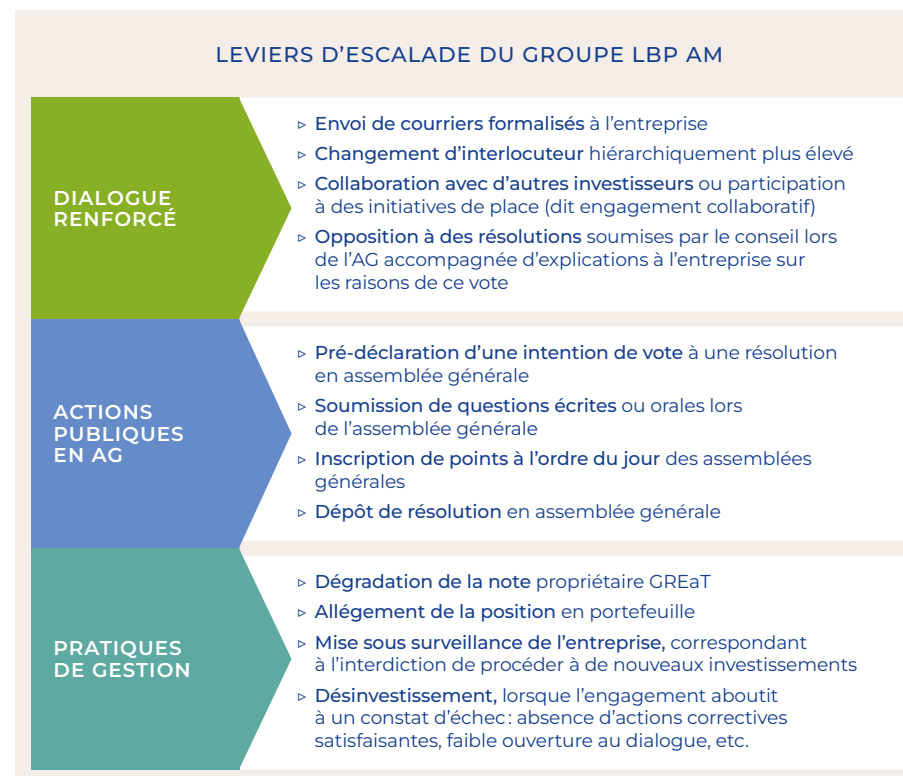 LEVIERS D’ESCALADE DU GROUPE LBP AM
DIALOGUE
RENFORCÉ
▹ Envoi de courriers formalisés à l’entreprise
▹ Changement d’interlocuteur hiérarchiquement plus élevé
▹ Collaboration avec d’autres investisseurs ou participation
à des initiatives de place (dit engagement collaboratif)
▹ Opposition à des résolutions soumises par le conseil lors
de l’AG accompagnée d’explications à l’entreprise sur
les raisons de ce vote
ACTIONS
PUBLIQUES
EN AG
▹ Pré-déclaration d’une intention de vote à une résolution
en assemblée générale
▹ Soumission de questions écrites ou orales lors
de l’assemblée générale
▹ Inscription de points à l’ordre du jour des assemblées
générales
▹ Dépôt de résolution en assemblée générale
PRATIQUES
DE GESTION
▹ Dégradation de la note propriétaire GREaT
▹ Allégement de la position en portefeuille
▹ Mise sous surveillance de l’entreprise, correspondant
à l’interdiction de procéder à de nouveaux investissements
▹ Désinvestissement, lorsque l’engagement aboutit
à un constat d’échec : absence d’actions correctives
satisfaisantes, faible ouverture au dialogue, etc.